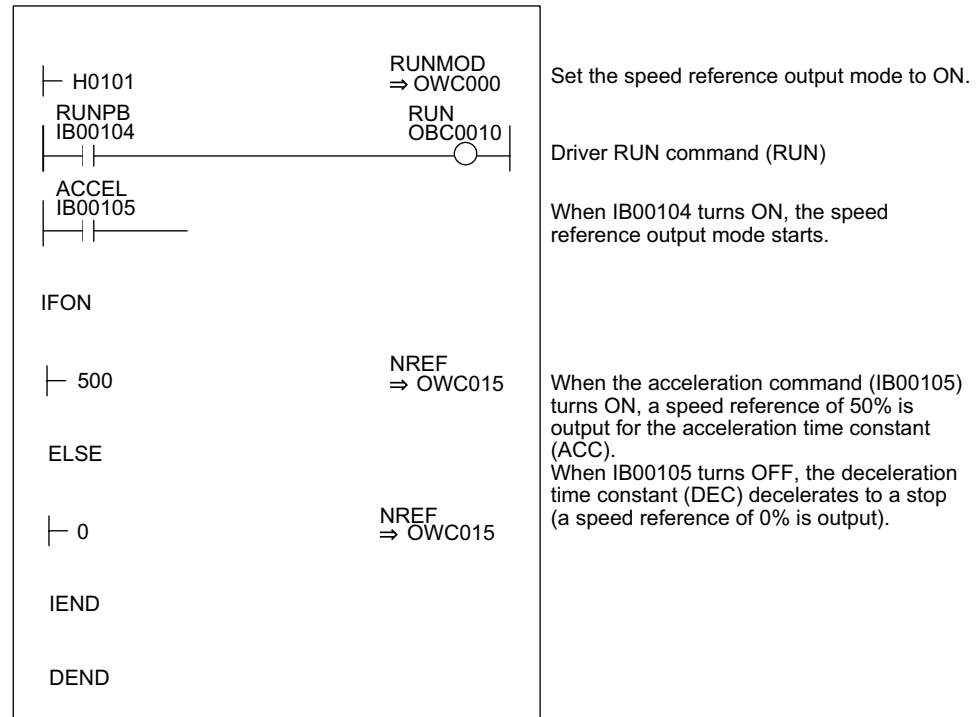 H0101
RUNMOD
⇒ OWC000
Set the speed reference output mode to ON.
RUNPB
IB00104
RUN
OBC0010
Driver RUN command (RUN)
ACCEL
IB00105
When IB00104 turns ON, the speed
reference output mode starts.
IFON
500
NREF
⇒ OWC015
When the acceleration command (IB00105)
turns ON, a speed reference of 50% is
output for the acceleration time constant
(ACC).
When IB00105 turns OFF, the deceleration
time constant (DEC) decelerates to a stop
(a speed reference of 0% is output).
ELSE
0
NREF
⇒ OWC015
IEND
DEND